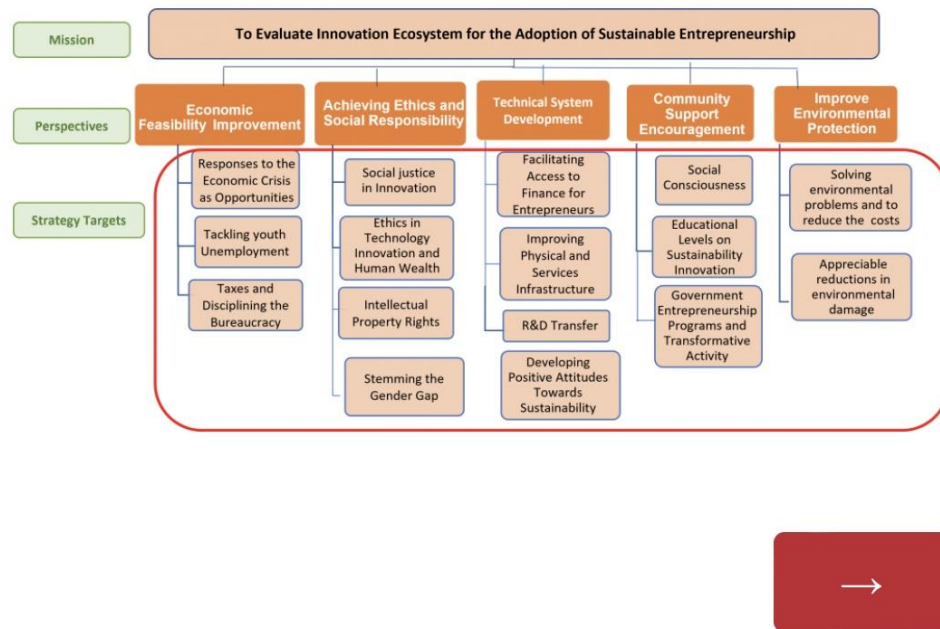 Mission
To Evaluate Innovation Ecosystem for the Adoption of Sustainable Entrepreneurship
Perspectives
Economic
Feasibility Improvement
Achieving Ethics and
Social Responsibility
Technical System
Development
Community
Support
Encouragement
Improve
Environmental
Protection
Strategy Targets
Responses to the
Economic Crisis
as Opportunities
Tackling youth
Unemployment
Taxes and
Disciplining the
Bureaucracy
Social justice
in Innovation
Ethics in
Technology
Innovation and
Human Wealth
Intellectual
Property Rights
Stemming the
Gender Gap
Facilitating
Access to
Finance for
Entrepreneurs
Improving
Physical and
Services
Infrastructure
R&D Transfer
Developing
Positive Attitudes
Towards
Sustainability
Social
Consciousness
Educational
Levels on
Sustainability
Innovation
Government
Entrepreneurship
Programs and
Transformative
Activity
Solving
environmental
problems and to
reduce the costs
Appreciable
reductions in
environmental
damage
→